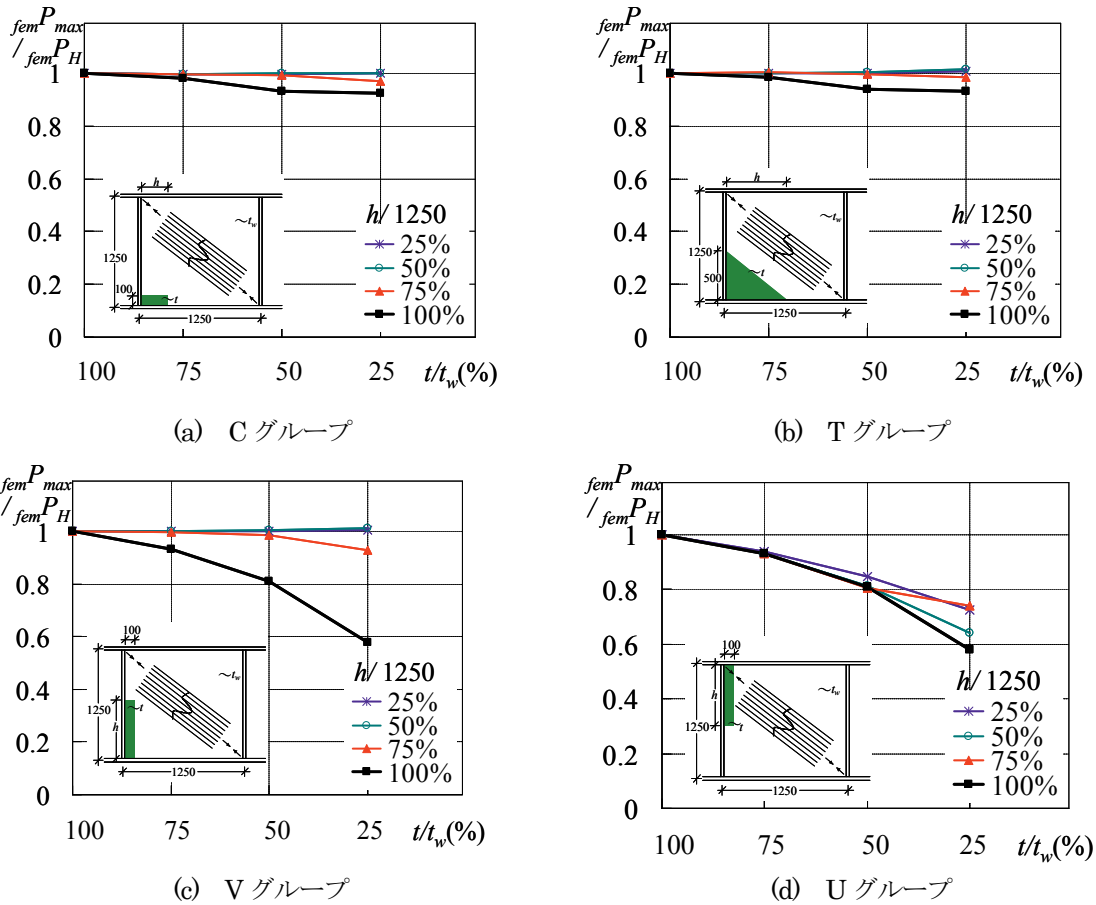 femPmax
/ femPH
1
0.8
0.6
0.4
0.2
0
100
75
50
25
t/tw(%)
h
1250
100
~tw
~t
1250
h/ 1250
25%
50%
75%
100%
(a) C グループ
femPmax
/ femPH
1
0.8
0.6
0.4
0.2
0
100
75
50
25
t/tw(%)
h
1250
500
~tw
~t
1250
h/ 1250
25%
50%
75%
100%
(b) T グループ
femPmax
/ femPH
1
0.8
0.6
0.4
0.2
0
100
75
50
25
t/tw(%)
100
1250
h
~tw
~t
1250
h/ 1250
25%
50%
75%
100%
(c) V グループ
femPmax
/ femPH
1
0.8
0.6
0.4
0.2
0
100
75
50
25
t/tw(%)
100
h
1250
~tw
~t
1250
h/ 1250
25%
50%
75%
100%
(d) U グループ